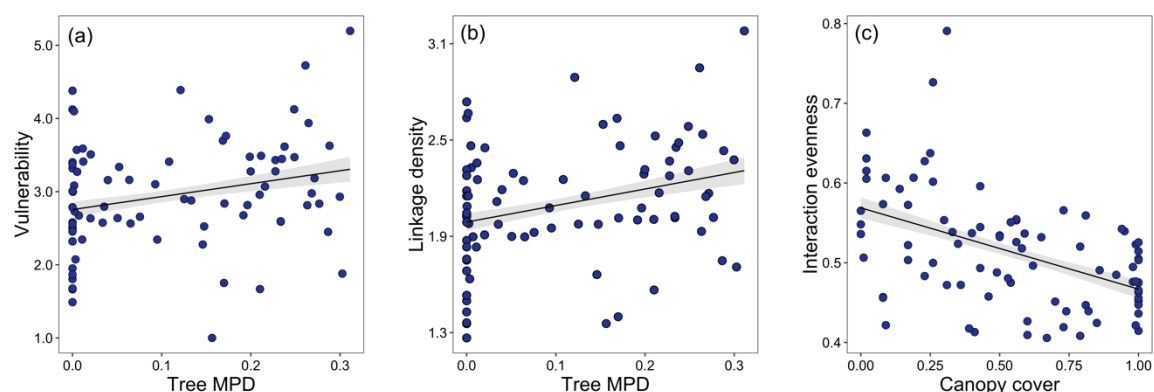 (a)
Vulnerability
5.0
4.0
3.0
2.0
1.0
0.0 0.1 0.2 0.3
Tree MPD
(b)
Linkage density
3.1
2.5
1.9
1.3
0.0 0.1 0.2 0.3
Tree MPD
(c)
Interaction evenness
0.8
0.7
0.6
0.5
0.4
0.00 0.25 0.50 0.75 1.00
Canopy cover